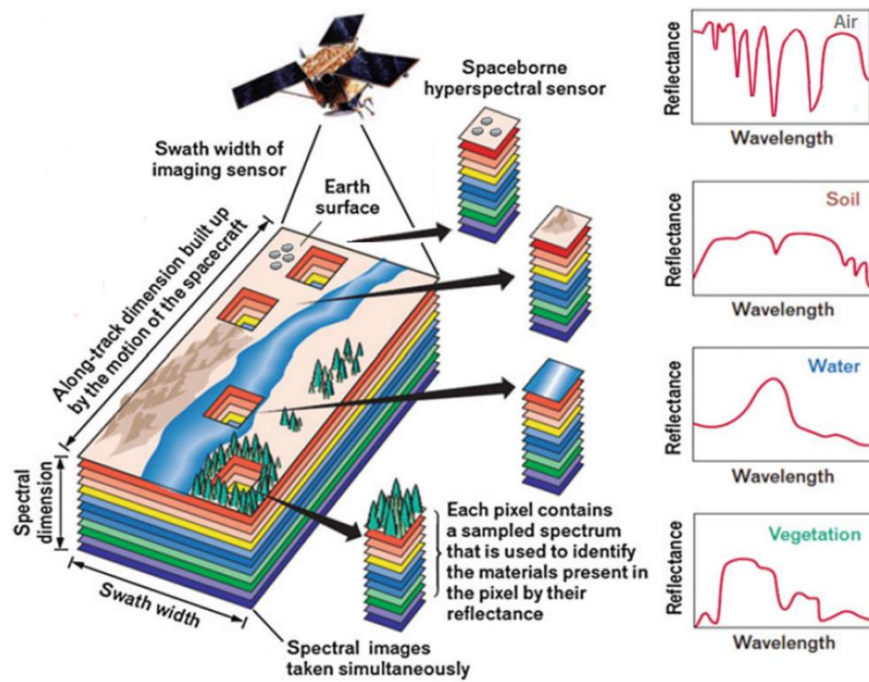 Spaceborne
hyperspectral sensor
Swath width of
imaging sensor
Earth
surface
Along-track dimension built up
by the motion of the spacecraft
Spectral
dimension
Swath width
Spectral images
taken simultaneously
Each pixel contains
a sampled spectrum
that is used to identify
the materials present in
the pixel by their
reflectance
Air
Reflectance
Wavelength
Soil
Reflectance
Wavelength
Water
Reflectance
Wavelength
Vegetation
Reflectance
Wavelength